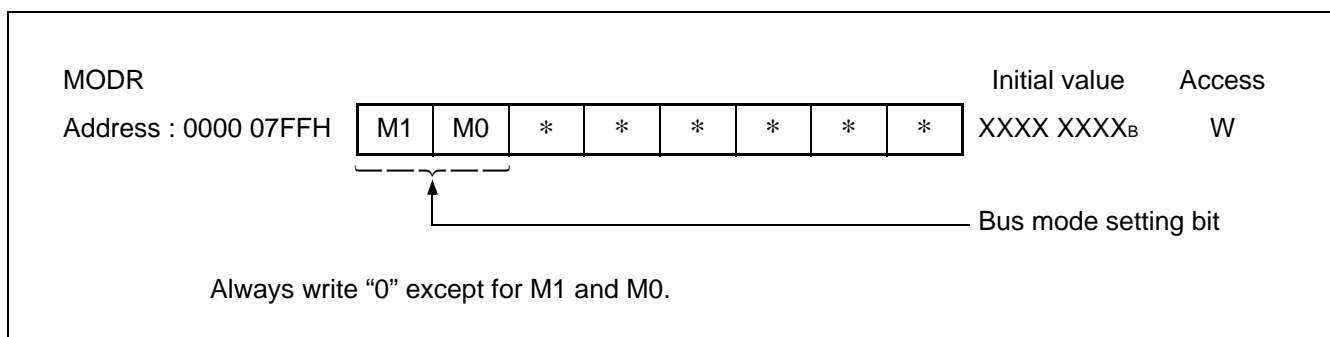 MODR Initial value Access
Address : 0000 07FFH M1 M0 * * * * * * XXXX XXXXB W
Bus mode setting bit
Always write “0” except for M1 and M0.